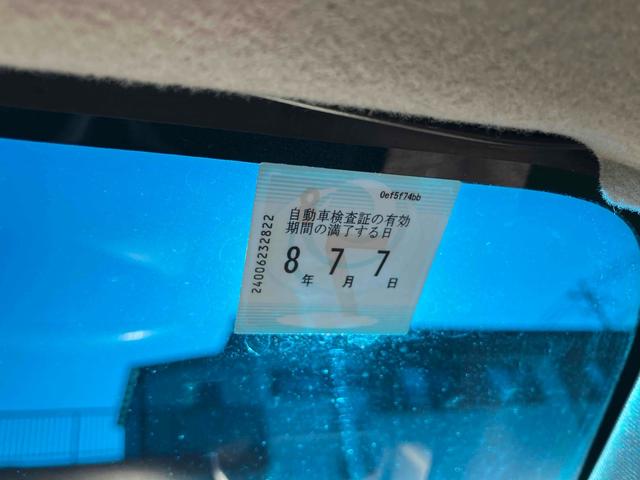 0ef5f74bb
自動車検査証の有効
期間の満了する日
8年 7月 7日
24006232822